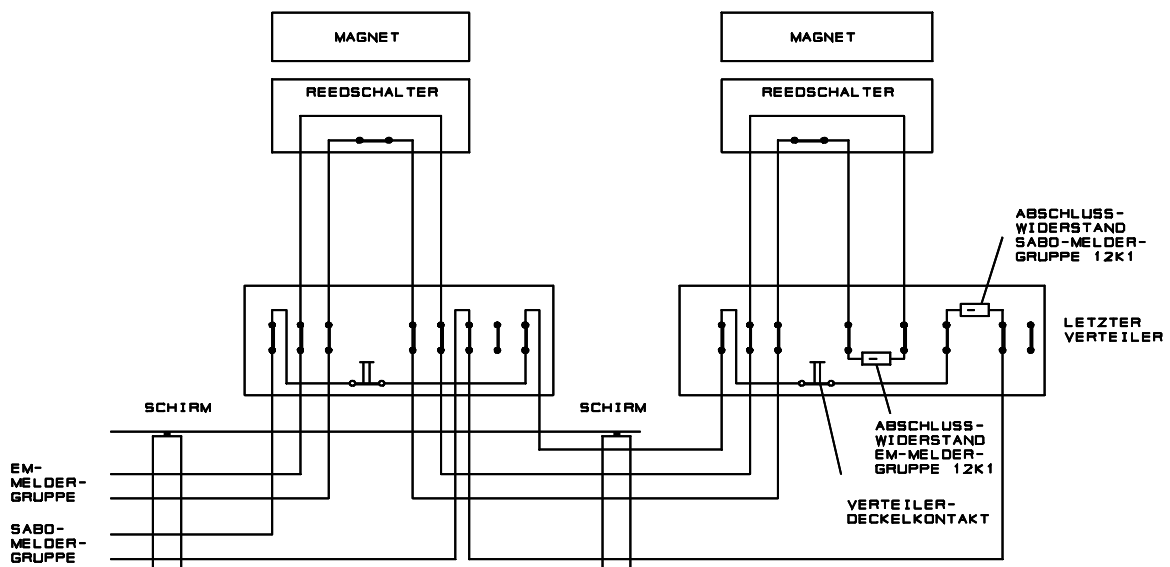 MAGNET
MAGNET
REEDSCHALTER
REEDSCHALTER
ABSCHLUSS-
WIDERSTAND
SABO-MELDER-
GRUPPE 12K1
LETZTER
VERTEILER
SCHIRM
SCHIRM
ABSCHLUSS-
WIDERSTAND
EM-MELDER-
GRUPPE 12K1
EM-
MELDER-
GRUPPE
VERTEILER-
DECKELKONTAKT
SABO-
MELDER-
GRUPPE